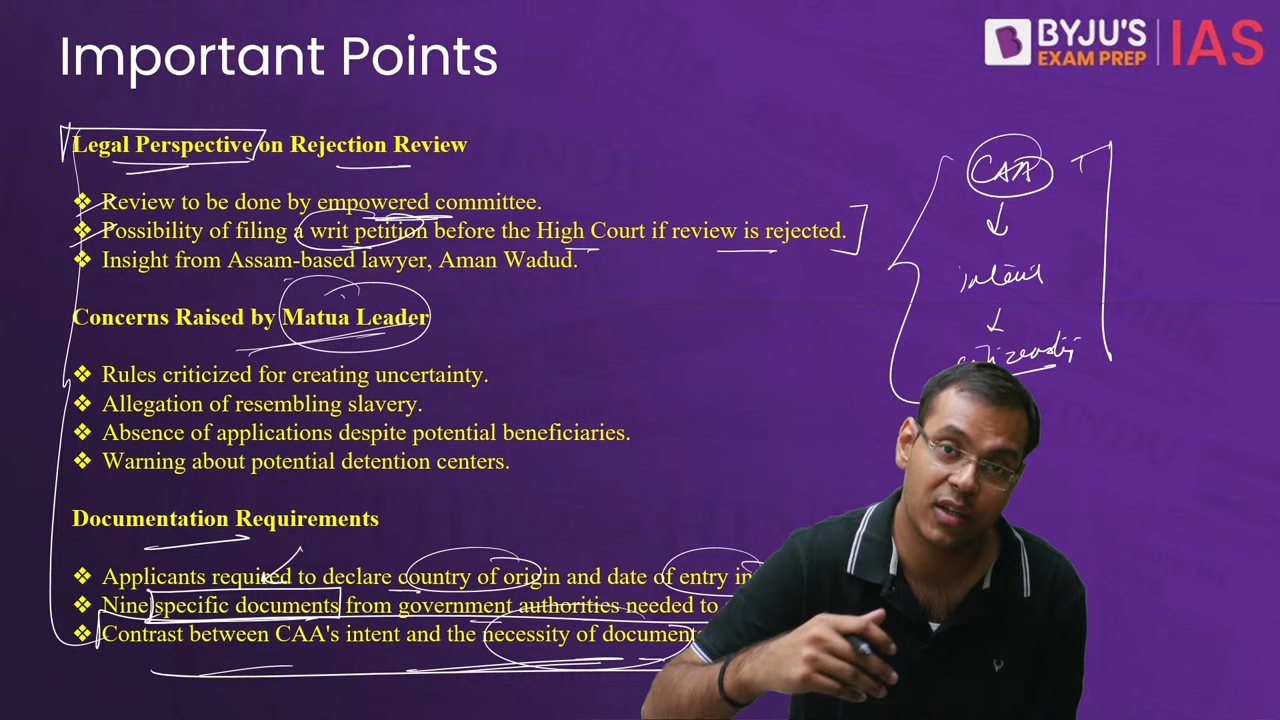 Important Points
BYJU'S
EXAM PREP
IAS
Legal Perspective on Rejection Review
❖ Review to be done by empowered committee.
❖ Possibility of filing a writ petition before the High Court if review is rejected.
❖ Insight from Assam-based lawyer, Aman Wadud.
Concerns Raised by Matua Leader
❖ Rules criticized for creating uncertainty.
❖ Allegation of resembling slavery.
❖ Absence of applications despite potential beneficiaries.
❖ Warning about potential detention centers.
Documentation Requirements
❖ Applicants required to declare country of origin and date of entry in
❖ Nine specific documents from government authorities needed to
❖ Contrast between CAA's intent and the necessity of document
CAA
intent